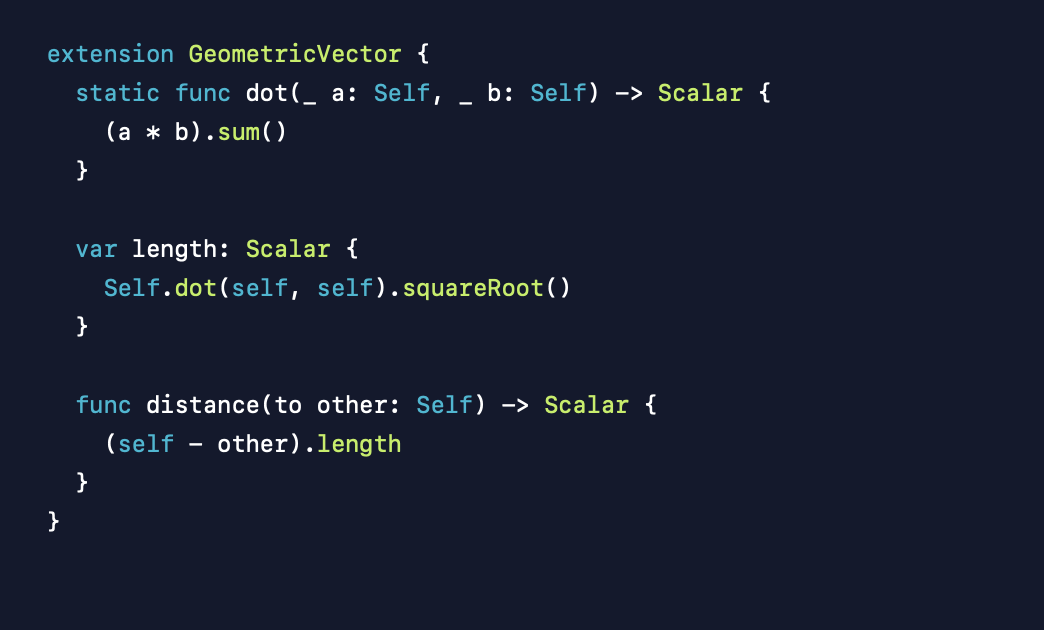 extension GeometricVector {
  static func dot(_ a: Self, _ b: Self) -> Scalar {
    (a * b).sum()
  }

  var length: Scalar {
    Self.dot(self, self).squareRoot()
  }

  func distance(to other: Self) -> Scalar {
    (self - other).length
  }
}